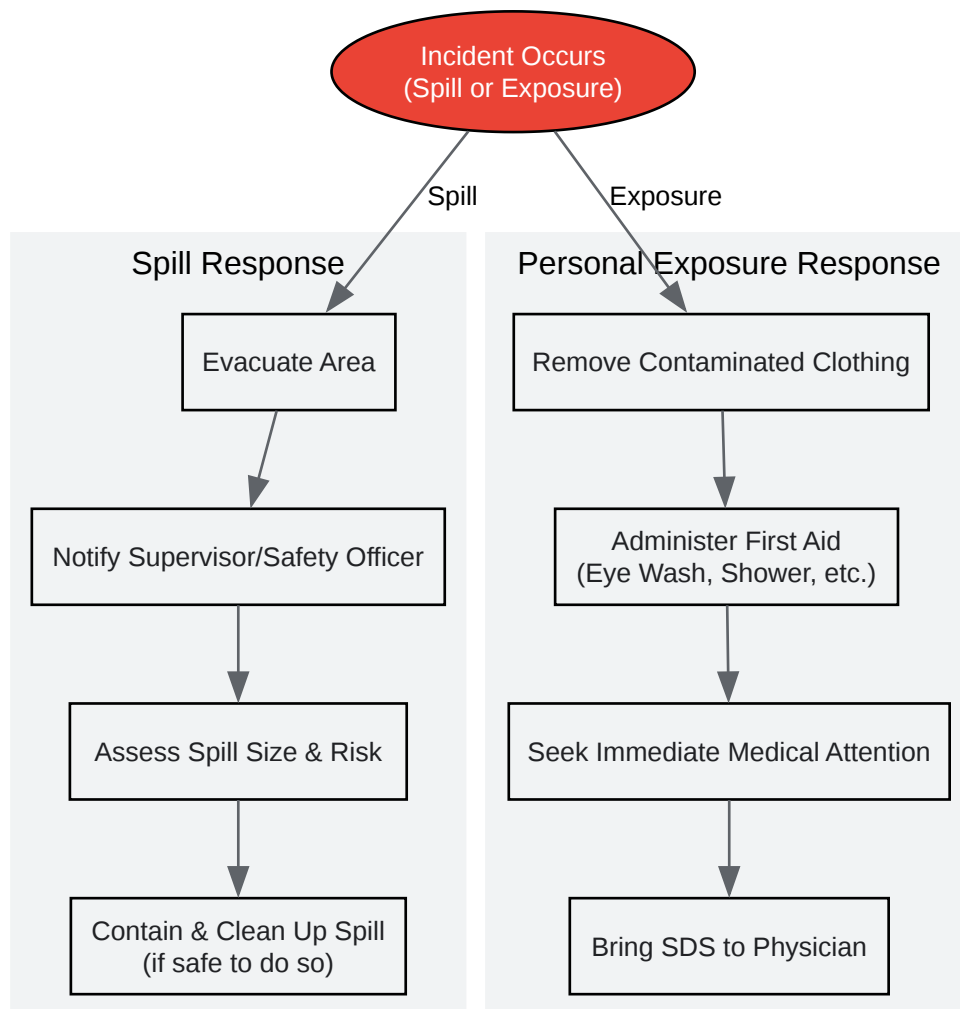 Incident Occurs
(Spill or Exposure)
Spill
Exposure
Spill Response
Evacuate Area
Notify Supervisor/Safety Officer
Assess Spill Size & Risk
Contain & Clean Up Spill
(if safe to do so)
Personal Exposure Response
Remove Contaminated Clothing
Administer First Aid
(Eye Wash, Shower, etc.)
Seek Immediate Medical Attention
Bring SDS to Physician